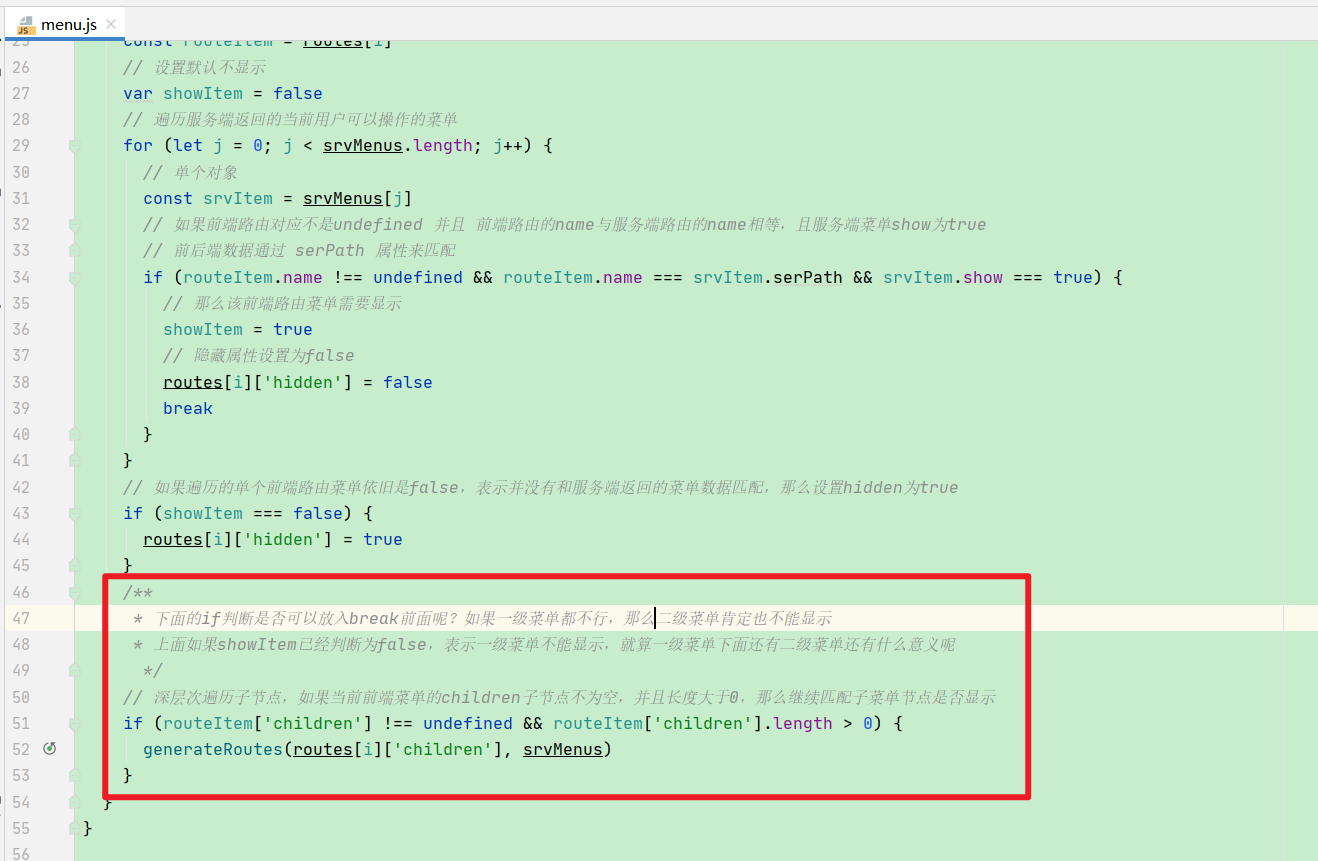 menu.js
25 const routeItem = routes[i]
26 // 设置默认不显示
27 var showItem = false
28 // 遍历服务端返回的当前用户可以操作的菜单
29 for (let j = 0; j < srvMenus.length; j++) {
30 // 单个对象
31 const srvItem = srvMenus[j]
32 // 如果前端路由对应不是undefined 并且 前端路由的name与服务端路由的name相等，且服务端菜单show为true
33 // 前后端数据通过 serPath 属性来匹配
34 if (routeItem.name !== undefined && routeItem.name === srvItem.serPath && srvItem.show === true) {
35 // 那么该前端路由菜单需要显示
36 showItem = true
37 // 隐藏属性设置为false
38 routes[i]['hidden'] = false
39 break
40 }
41 }
42 // 如果遍历的单个前端路由菜单依旧是false，表示并没有和服务端返回的菜单数据匹配，那么设置hidden为true
43 if (showItem === false) {
44 routes[i]['hidden'] = true
45 }
46 /**
47 * 下面的if判断是否可以放入break前面呢？如果一级菜单都不行，那么二级菜单肯定也不能显示
48 * 上面如果showItem已经判断为false，表示一级菜单不能显示，就算一级菜单下面还有二级菜单还有什么意义呢
49 */
50 // 深层次遍历子节点，如果当前前端菜单的children子节点不为空，并且长度大于0，那么继续匹配子菜单节点是否显示
51 if (routeItem['children'] !== undefined && routeItem['children'].length > 0) {
52 generateRoutes(routes[i]['children'], srvMenus)
53 }
54 }
55 }
56